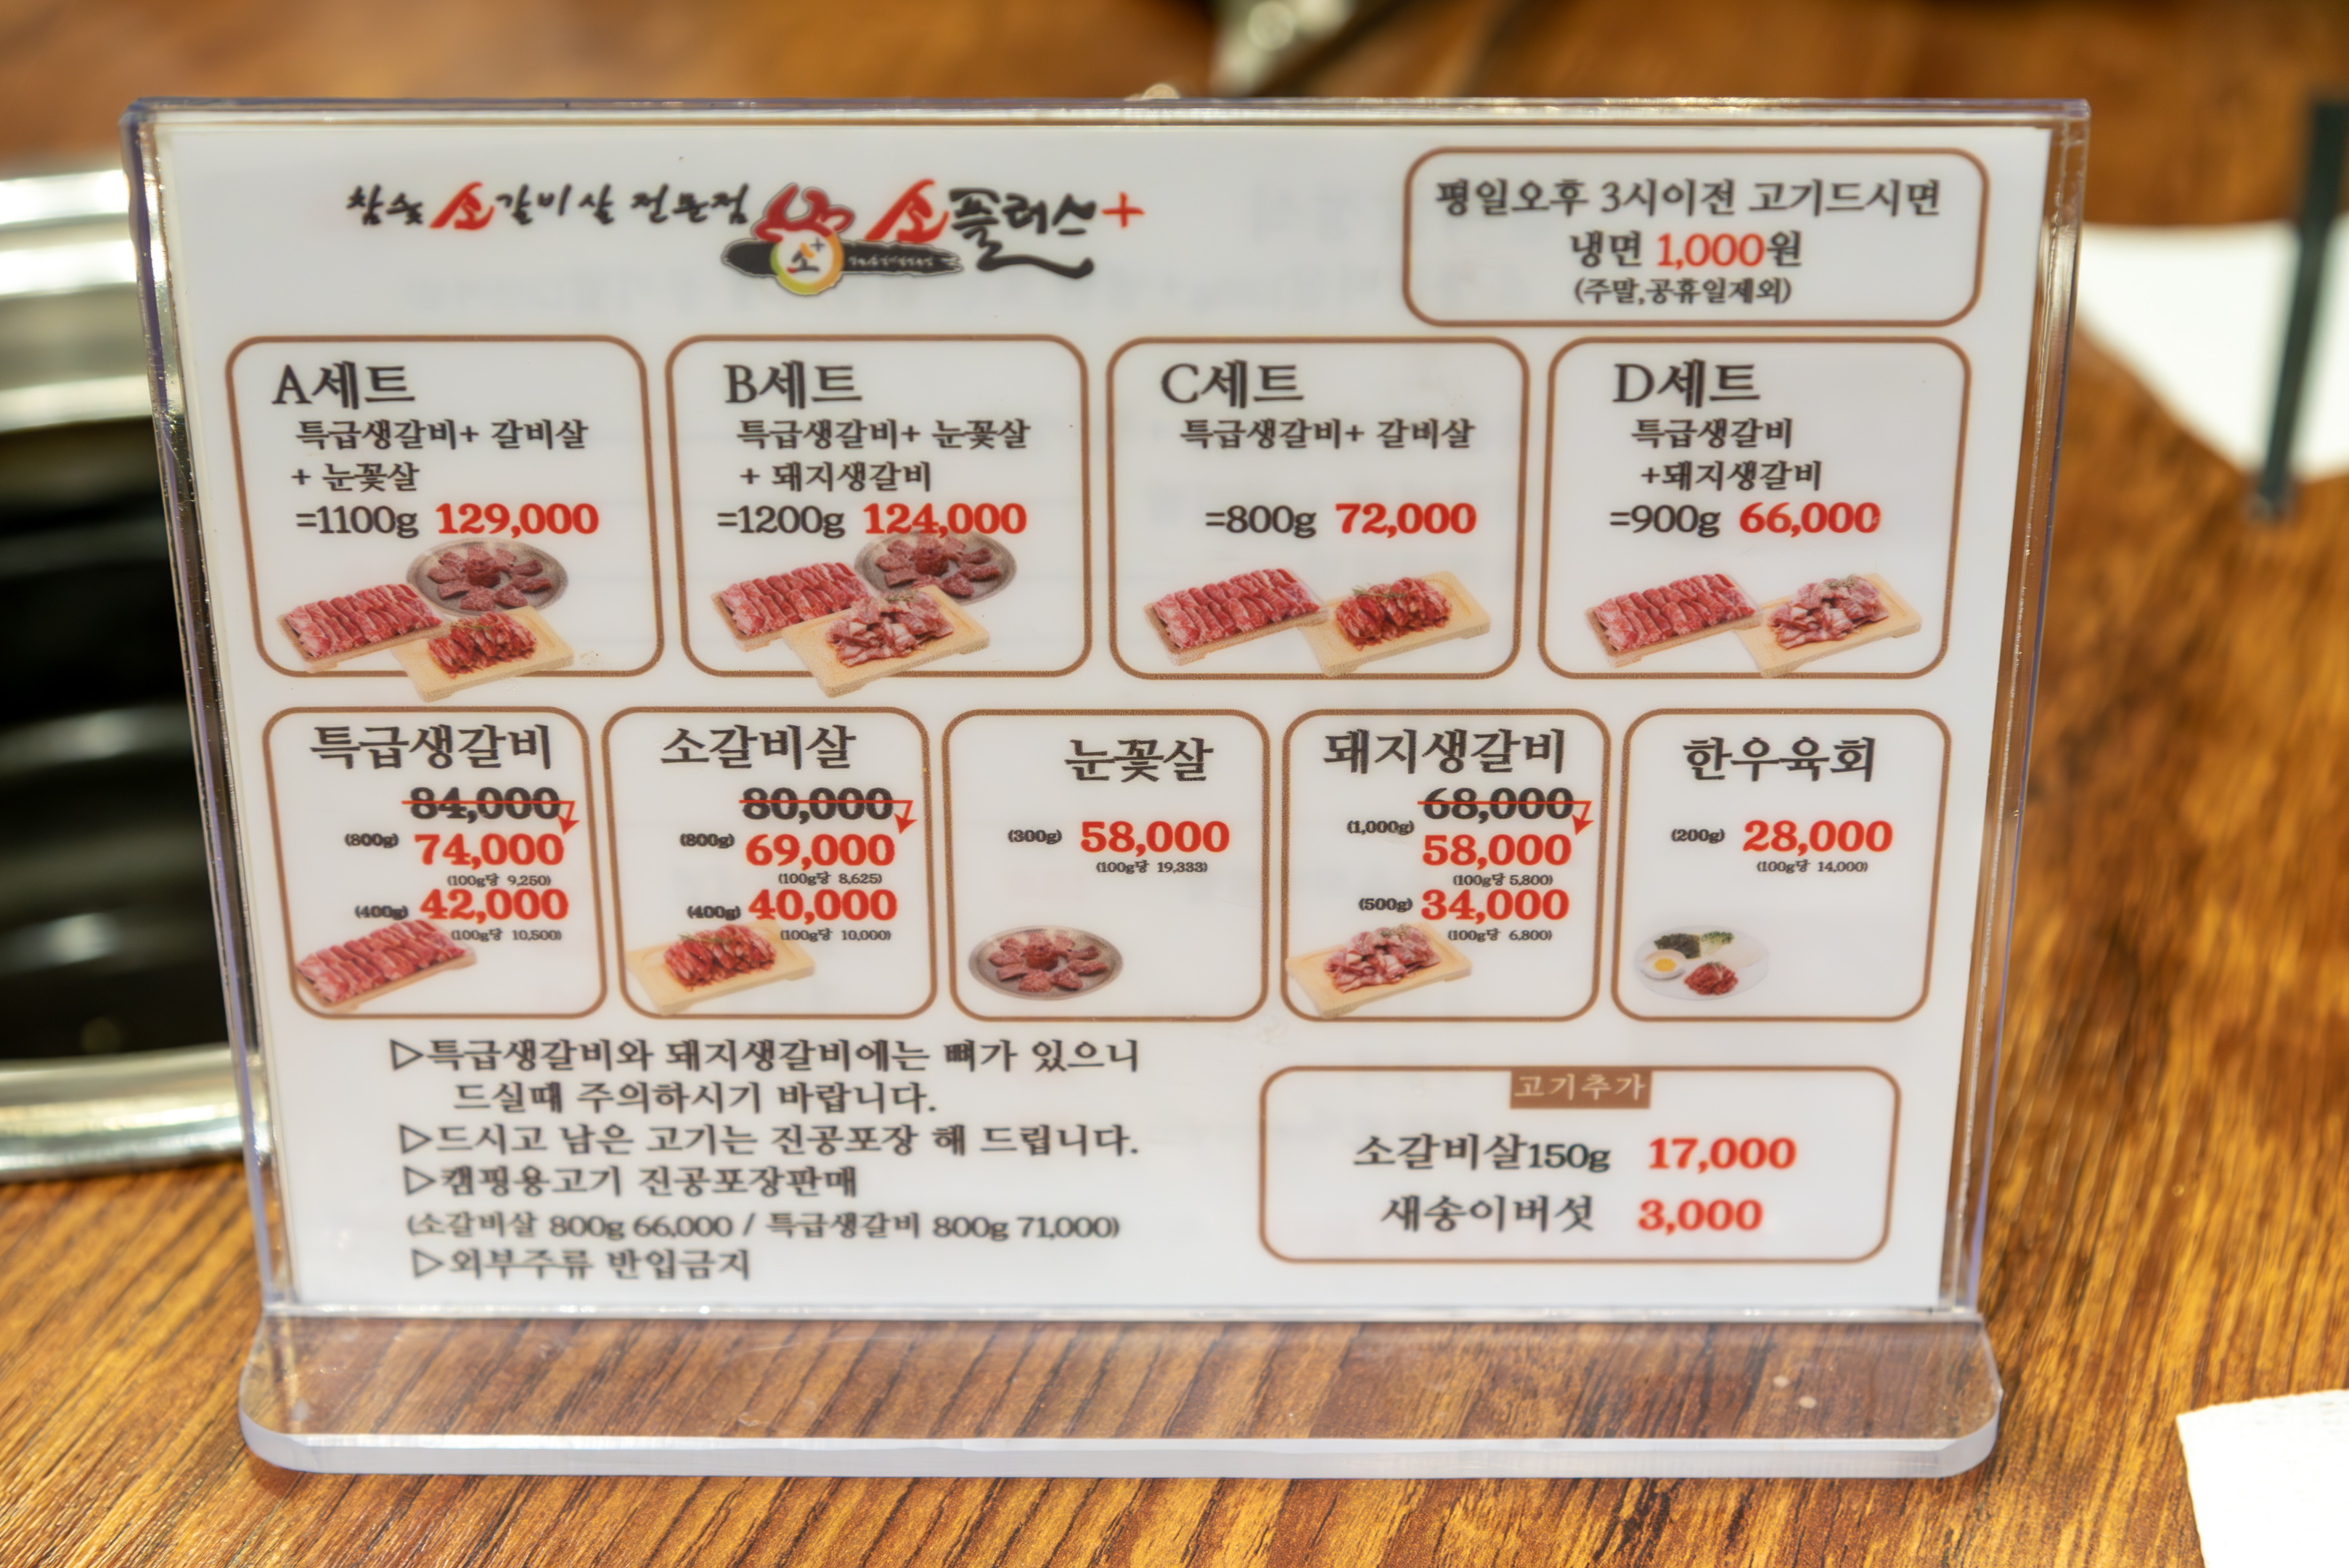 참숯 소갈비살 전문점 소플러스+
소+
평일오후 3시이전 고기드시면
냉면 1,000원
(주말,공휴일제외)
A세트
특급생갈비+ 갈비살
+ 눈꽃살
=1100g 129,000
B세트
특급생갈비+ 눈꽃살
+ 돼지생갈비
=1200g 124,000
C세트
특급생갈비+ 갈비살
=800g 72,000
D세트
특급생갈비
+돼지생갈비
=900g 66,000
특급생갈비
84,000
(800g) 74,000
(100g당 9,250)
(400g) 42,000
(100g당 10,500)
소갈비살
80,000
(800g) 69,000
(100g당 8,625)
(400g) 40,000
(100g당 10,000)
눈꽃살
(300g) 58,000
(100g당 19,333)
돼지생갈비
68,000
(1,000g) 58,000
(100g당 5,800)
(500g) 34,000
(100g당 6,800)
한우육회
(200g) 28,000
(100g당 14,000)
▷특급생갈비와 돼지생갈비에는 뼈가 있으니
드실때 주의하시기 바랍니다.
▷드시고 남은 고기는 진공포장 해 드립니다.
▷캠핑용고기 진공포장판매
(소갈비살 800g 66,000 / 특급생갈비 800g 71,000)
▷외부주류 반입금지
고기추가
소갈비살150g 17,000
새송이버섯 3,000